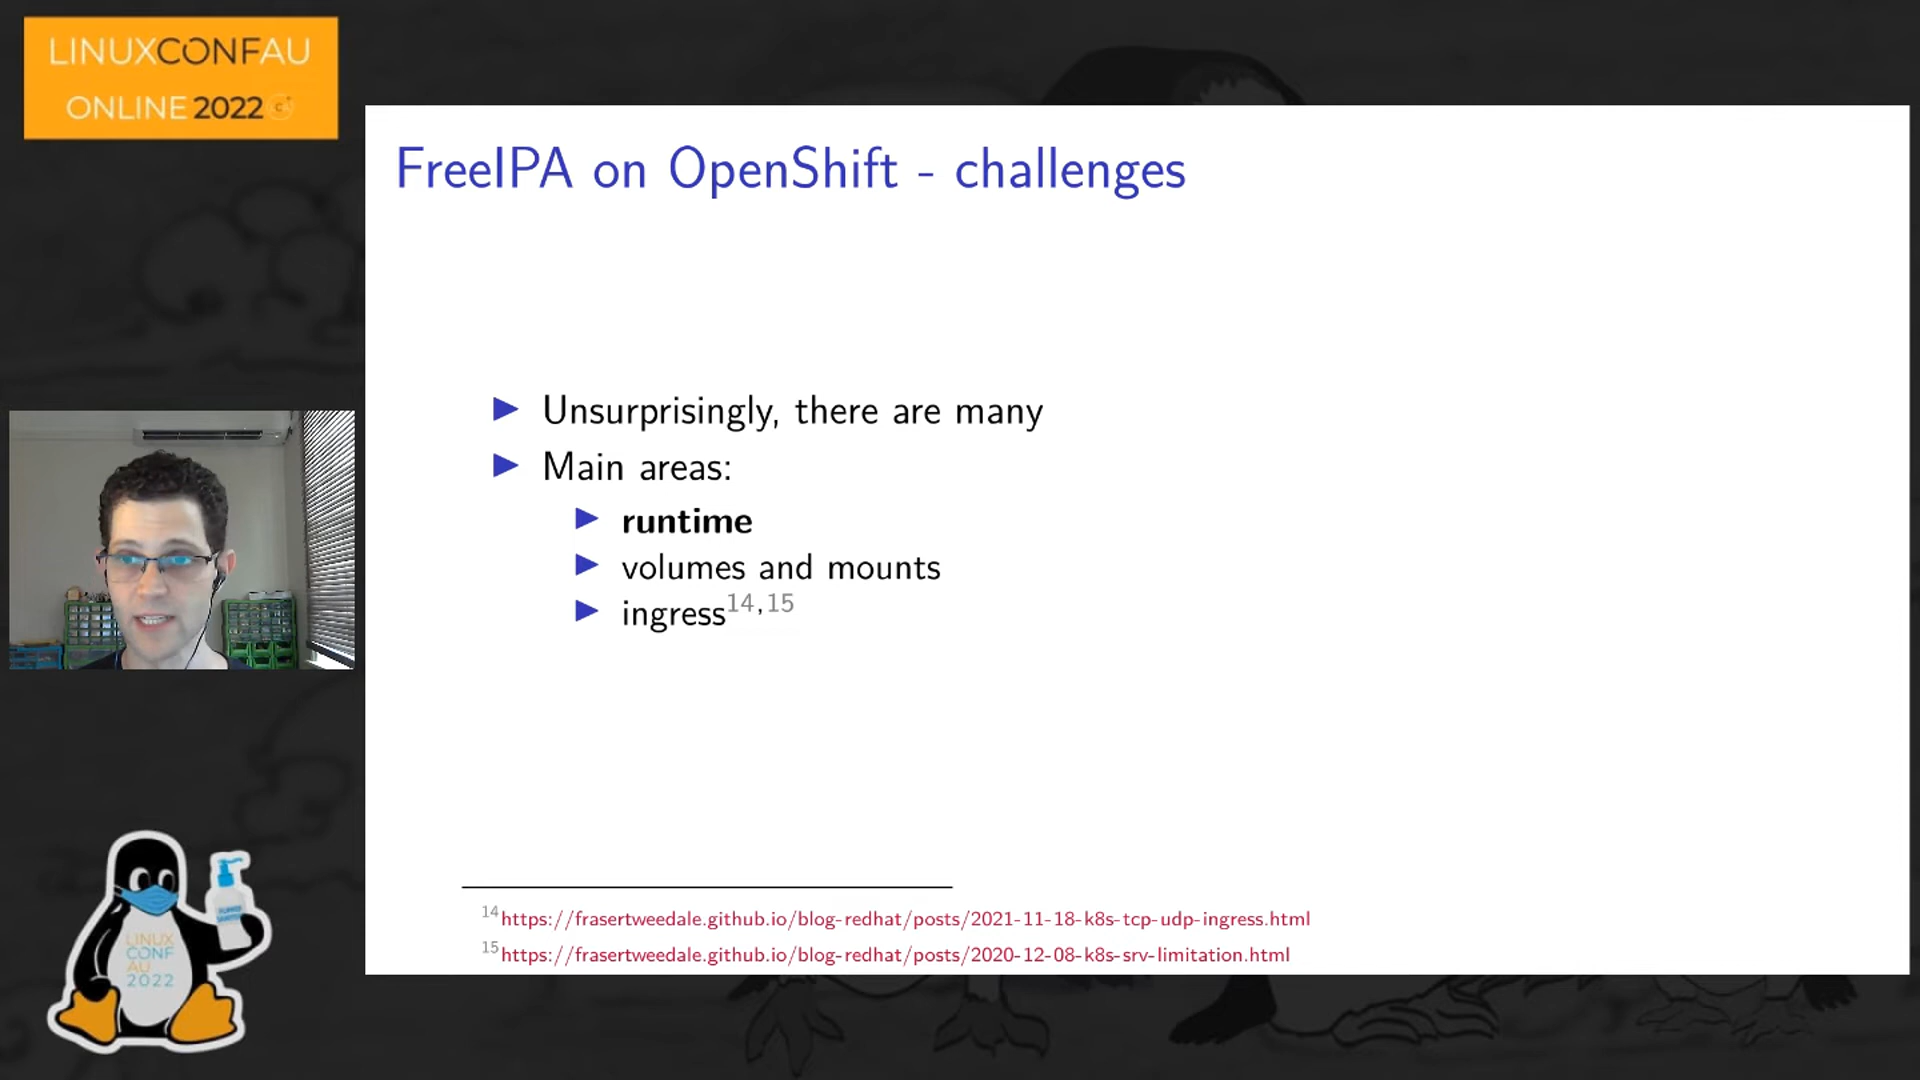 LINUXCONFAU
ONLINE 2022
FreeIPA on OpenShift - challenges
▶ Unsurprisingly, there are many
▶ Main areas:
▶ runtime
▶ volumes and mounts
▶ ingress14,15
14https://frasertweedale.github.io/blog-redhat/posts/2021-11-18-k8s-tcp-udp-ingress.html
15https://frasertweedale.github.io/blog-redhat/posts/2020-12-08-k8s-srv-limitation.html
LINUX
CONF
AU
2022